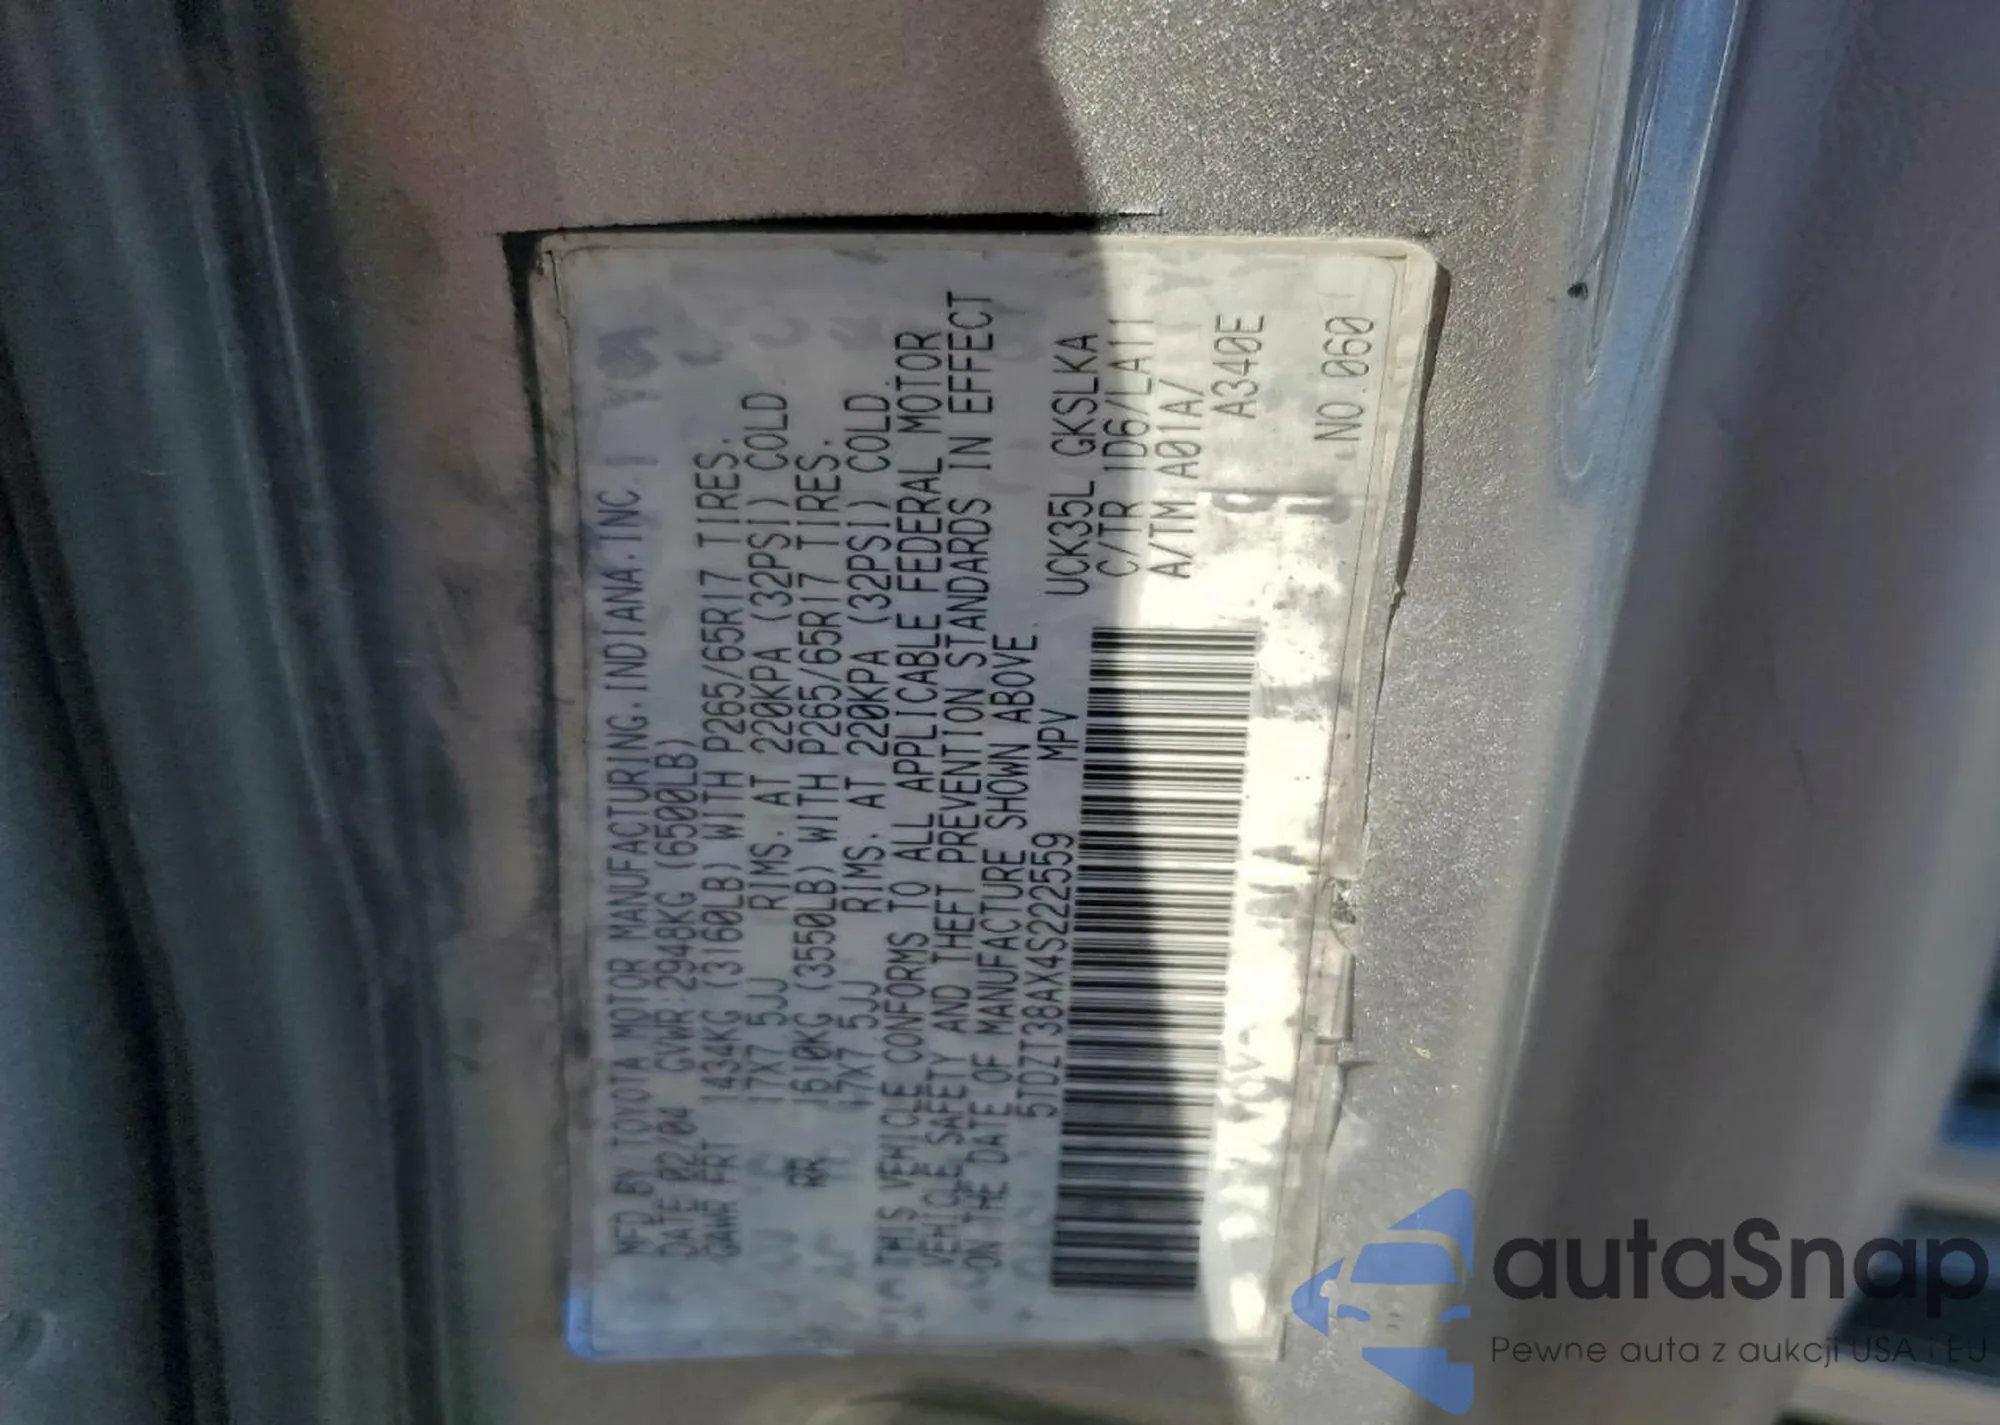 MFD.BY TOYOTA MOTOR MANUFACTURING.INDIANA.INC.
DATE 02/04 GVWR:2948KG (6500LB)
GAWR FRT 1434KG (3160LB) WITH P265/65R17 TIRES.
17X7.5JJ RIMS. AT 220KPA (32PSI) COLD
RR 1610KG (3550LB) WITH P265/65R17 TIRES.
17X7.5JJ RIMS. AT 220KPA (32PSI) COLD.
THIS VEHICLE CONFORMS TO ALL APPLICABLE FEDERAL MOTOR
VEHICLE SAFETY AND THEFT PREVENTION STANDARDS IN EFFECT
ON THE DATE OF MANUFACTURE SHOWN ABOVE.
5TDZT38AX4S222559 MPV
UCK35L GKSLKA
C/TR 1D6/LA11
A/TM A01A/
A340E
NO.060
autaSnap
Pewne auta z aukcji USA i EU